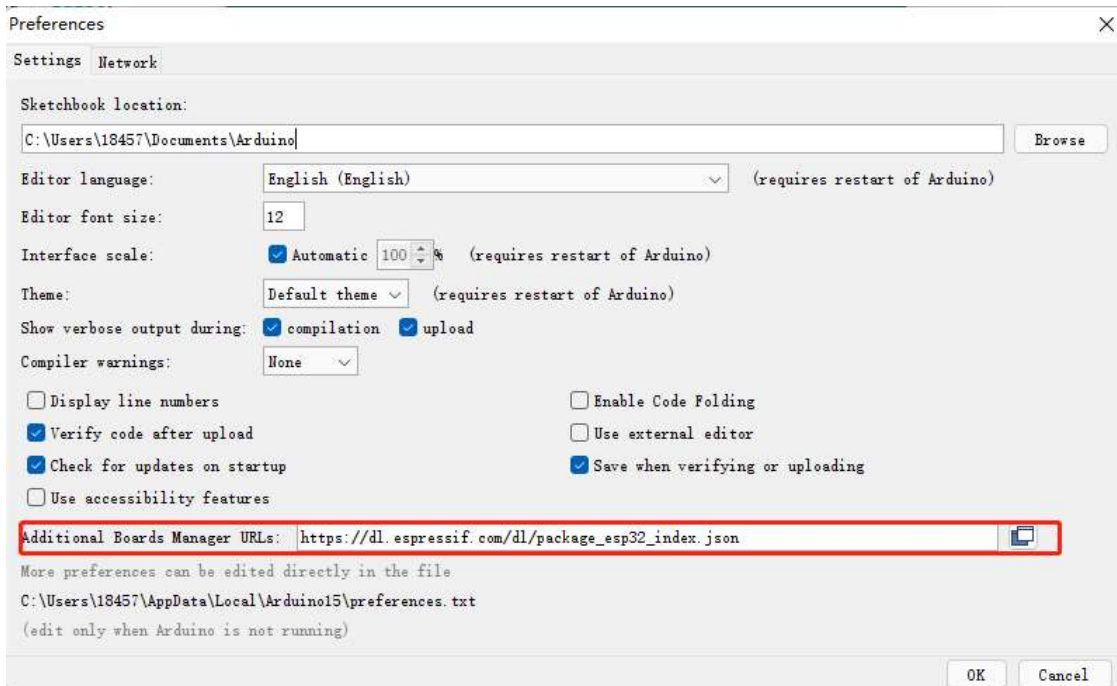 Preferences
Settings Network
Sketchbook location:
C:\Users\18457\Documents\Arduino Browse
Editor language: English (English) (requires restart of Arduino)
Editor font size: 12
Interface scale: Automatic 100 % (requires restart of Arduino)
Theme: Default theme (requires restart of Arduino)
Show verbose output during: compilation upload
Compiler warnings: None
Display line numbers Enable Code Folding
Verify code after upload Use external editor
Check for updates on startup Save when verifying or uploading
Use accessibility features
Additional Boards Manager URLs: https://dl.espressif.com/dl/package_esp32_index.json
More preferences can be edited directly in the file
C:\Users\18457\AppData\Local\Arduino15\preferences.txt
(edit only when Arduino is not running)
OK Cancel